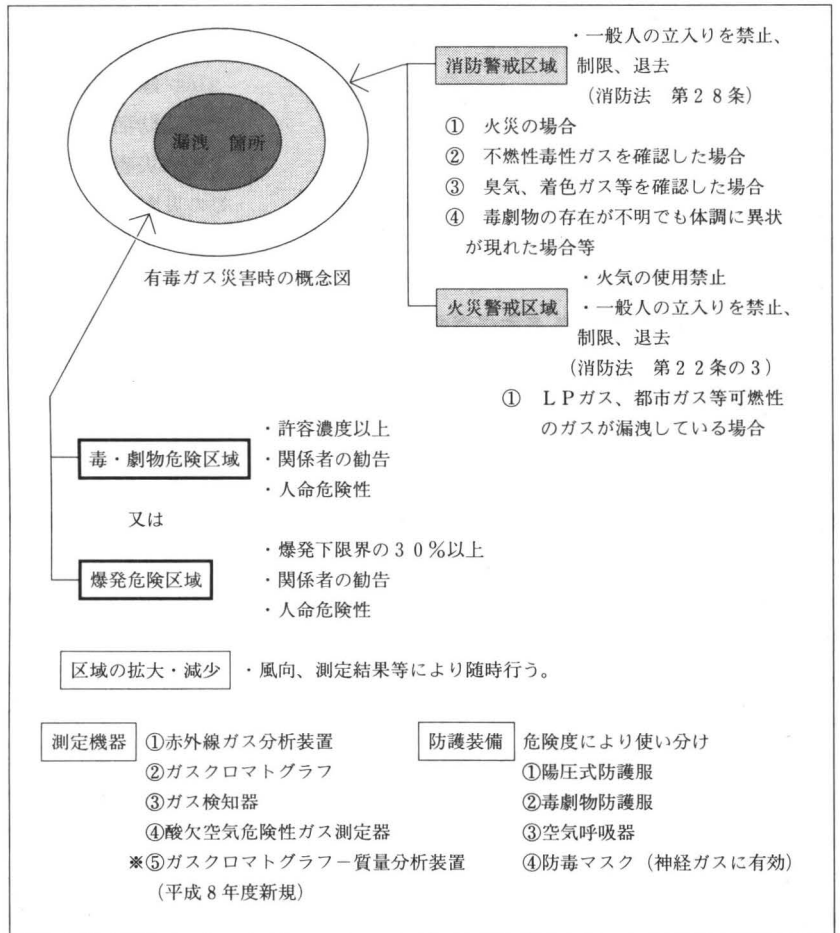 漏洩　箇所
有毒ガス災害時の概念図
消防警戒区域
・一般人の立入りを禁止、
制限、退去
（消防法　第２８条）
①　火災の場合
②　不燃性毒性ガスを確認した場合
③　臭気、着色ガス等を確認した場合
④　毒劇物の存在が不明でも体調に異状
が現れた場合等
・火気の使用禁止
火災警戒区域
・一般人の立入りを禁止、
制限、退去
（消防法　第２２条の３）
①　ＬＰガス、都市ガス等可燃性
のガスが漏洩している場合
毒・劇物危険区域
・許容濃度以上
・関係者の勧告
・人命危険性
又は
爆発危険区域
・爆発下限界の３０％以上
・関係者の勧告
・人命危険性
区域の拡大・減少
・風向、測定結果等により随時行う。
測定機器
①赤外線ガス分析装置
②ガスクロマトグラフ
③ガス検知器
④酸欠空気危険性ガス測定器
※⑤ガスクロマトグラフ－質量分析装置
（平成８年度新規）
防護装備
危険度により使い分け
①陽圧式防護服
②毒劇物防護服
③空気呼吸器
④防毒マスク（神経ガスに有効）